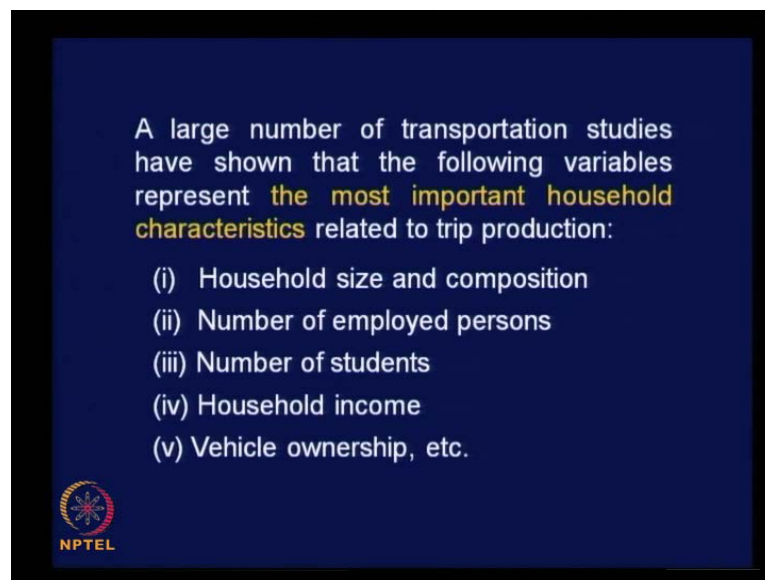 A large number of transportation studies
have shown that the following variables
represent the most important household
characteristics related to trip production:
(i) Household size and composition
(ii) Number of employed persons
(iii) Number of students
(iv) Household income
(v) Vehicle ownership, etc.
NPTEL